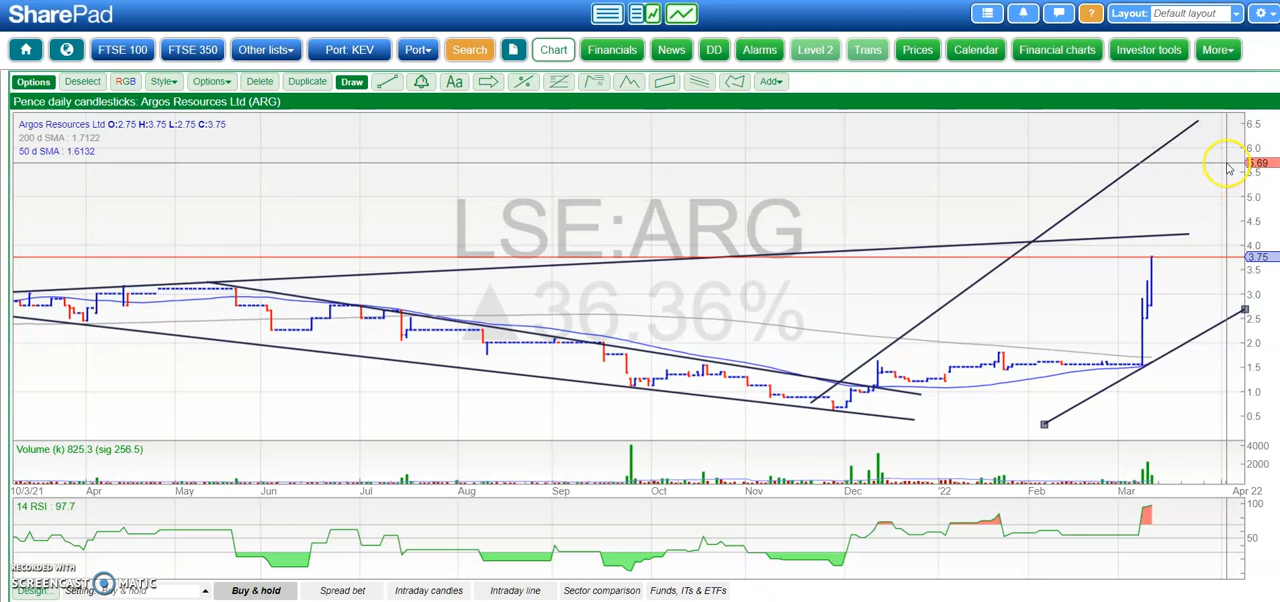 SharePad
Layout: Default layout
FTSE 100 FTSE 350 Other lists Port: KEV Port Search Chart Financials News DD Alarms Level 2 Trans Prices Calendar Financial charts Investor tools More
Options Deselect RGB Style Options Delete Duplicate Draw Aa Add
Pence daily candlesticks: Argos Resources Ltd (ARG)
Argos Resources Ltd O:2.75 H:3.75 L:2.75 C:3.75
200 d SMA : 1.7122
50 d SMA : 1.6132
LSE:ARG
▲ 36.36%
6.5
6.0
5.69
5.5
5.0
4.5
4.0
3.75
3.5
3.0
2.5
2.0
1.5
1.0
0.5
Volume (k) 825.3 (sig 256.5)
4000
2000
10/3/21 Apr May Jun Jul Aug Sep Oct Nov Dec '22 Feb Mar Apr 22
14 RSI : 97.7
100
50
RECORDED WITH
SCREENCAST MATIC
Design... Setting: Buy & hold Buy & hold Spread bet Intraday candles Intraday line Sector comparison Funds, ITs & ETFs